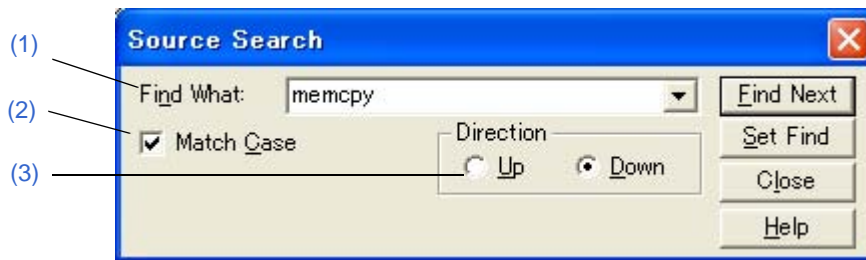 Source Search
(1)
Find What: memcpy Find Next
(2)
Match Case Direction Set Find
(3)
Up Down Close
Help